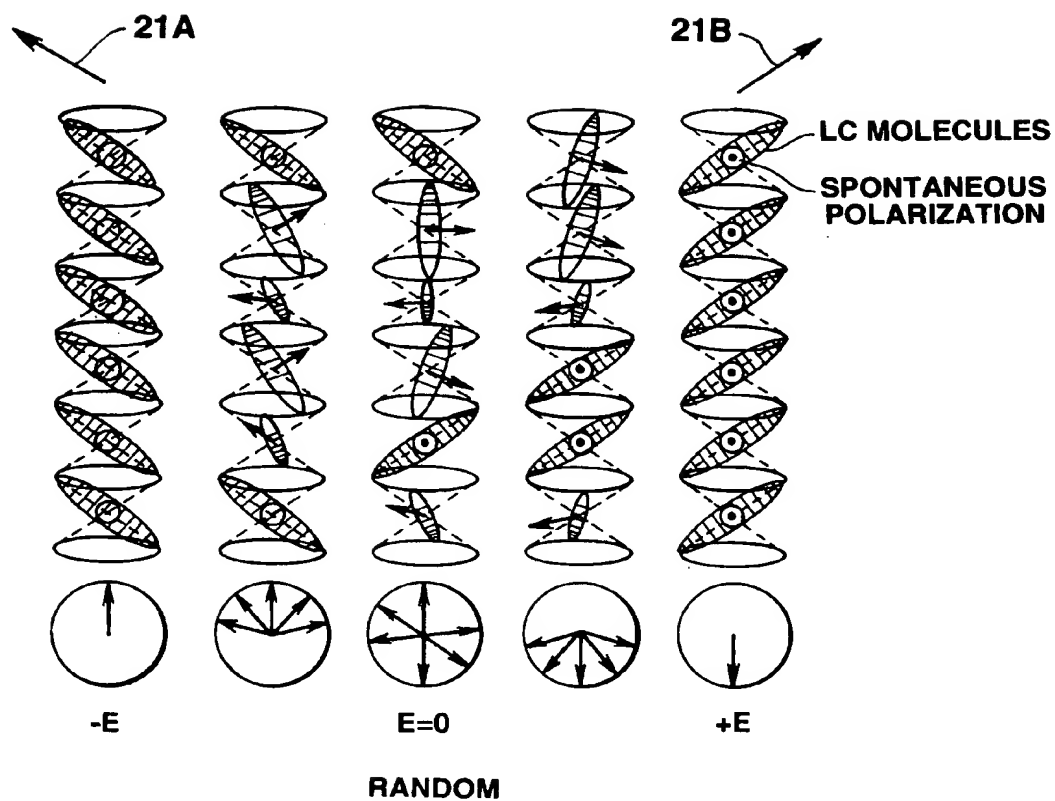 21A
21B
LC MOLECULES
SPONTANEOUS
POLARIZATION
-E
E=0
+E
RANDOM